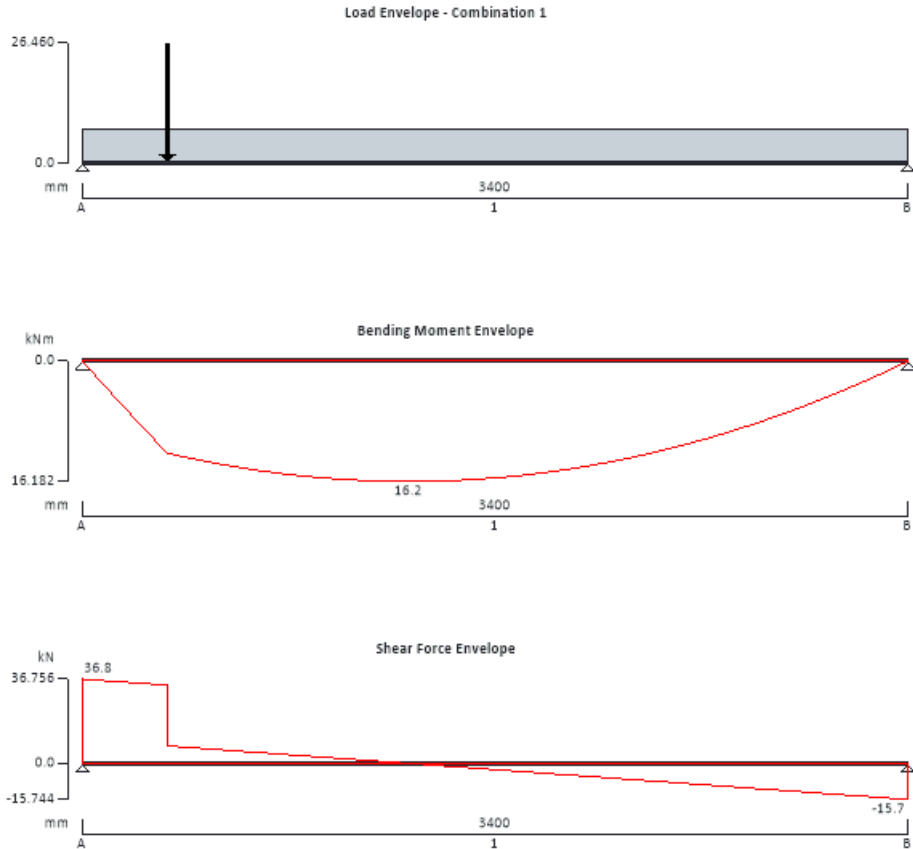 Load Envelope - Combination 1
26.460
0.0
mm
3400
A
1
B
Bending Moment Envelope
kNm
0.0
16.182
16.2
mm
3400
A
1
B
Shear Force Envelope
kN
36.8
36.756
0.0
-15.744
-15.7
mm
3400
A
1
B